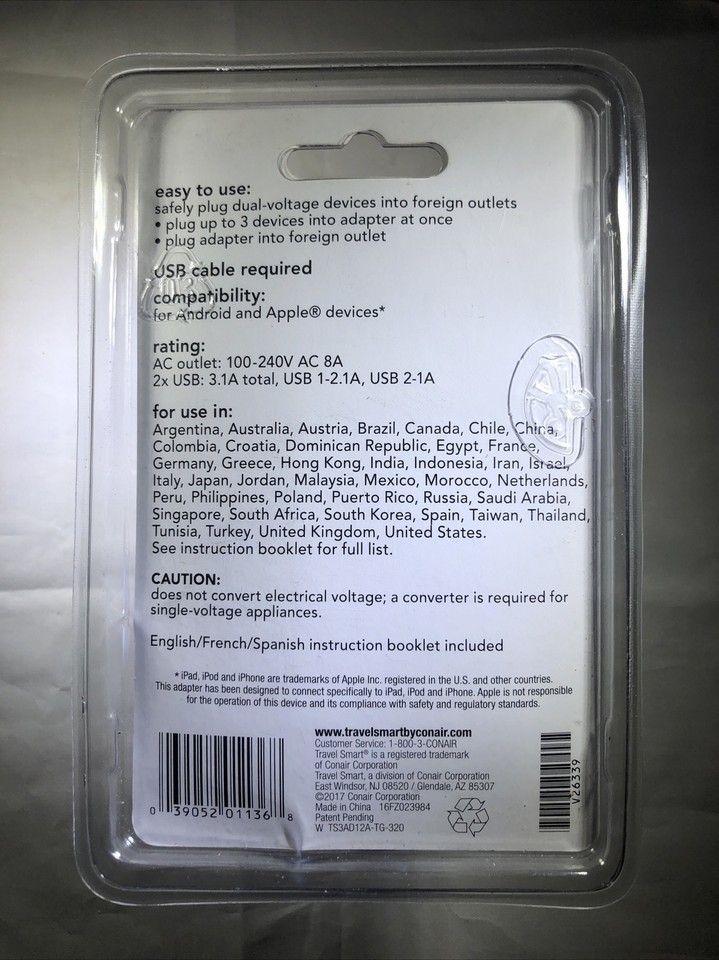 easy to use:
safely plug dual-voltage devices into foreign outlets
• plug up to 3 devices into adapter at once
• plug adapter into foreign outlet
USB cable required
compatibility:
for Android and Apple® devices*
rating:
AC outlet: 100-240V AC 8A
2x USB: 3.1A total, USB 1-2.1A, USB 2-1A
for use in:
Argentina, Australia, Austria, Brazil, Canada, Chile, China,
Colombia, Croatia, Dominican Republic, Egypt, France,
Germany, Greece, Hong Kong, India, Indonesia, Iran, Israel,
Italy, Japan, Jordan, Malaysia, Mexico, Morocco, Netherlands,
Peru, Philippines, Poland, Puerto Rico, Russia, Saudi Arabia,
Singapore, South Africa, South Korea, Spain, Taiwan, Thailand,
Tunisia, Turkey, United Kingdom, United States.
See instruction booklet for full list.
CAUTION:
does not convert electrical voltage; a converter is required for
single-voltage appliances.
English/French/Spanish instruction booklet included
* iPad, iPod and iPhone are trademarks of Apple Inc. registered in the U.S. and other countries.
This adapter has been designed to connect specifically to iPad, iPod and iPhone. Apple is not responsible
for the operation of this device and its compliance with safety and regulatory standards.
www.travelsmartbyconair.com
Customer Service: 1-800-3-CONAIR
Travel Smart® is a registered trademark
of Conair Corporation
Travel Smart, a division of Conair Corporation
East Windsor, NJ 08520 / Glendale, AZ 85307
©2017 Conair Corporation
Made in China 16FZ023984
Patent Pending
W TS3AD12A-TG-320
0 39052 01136 8
V26339